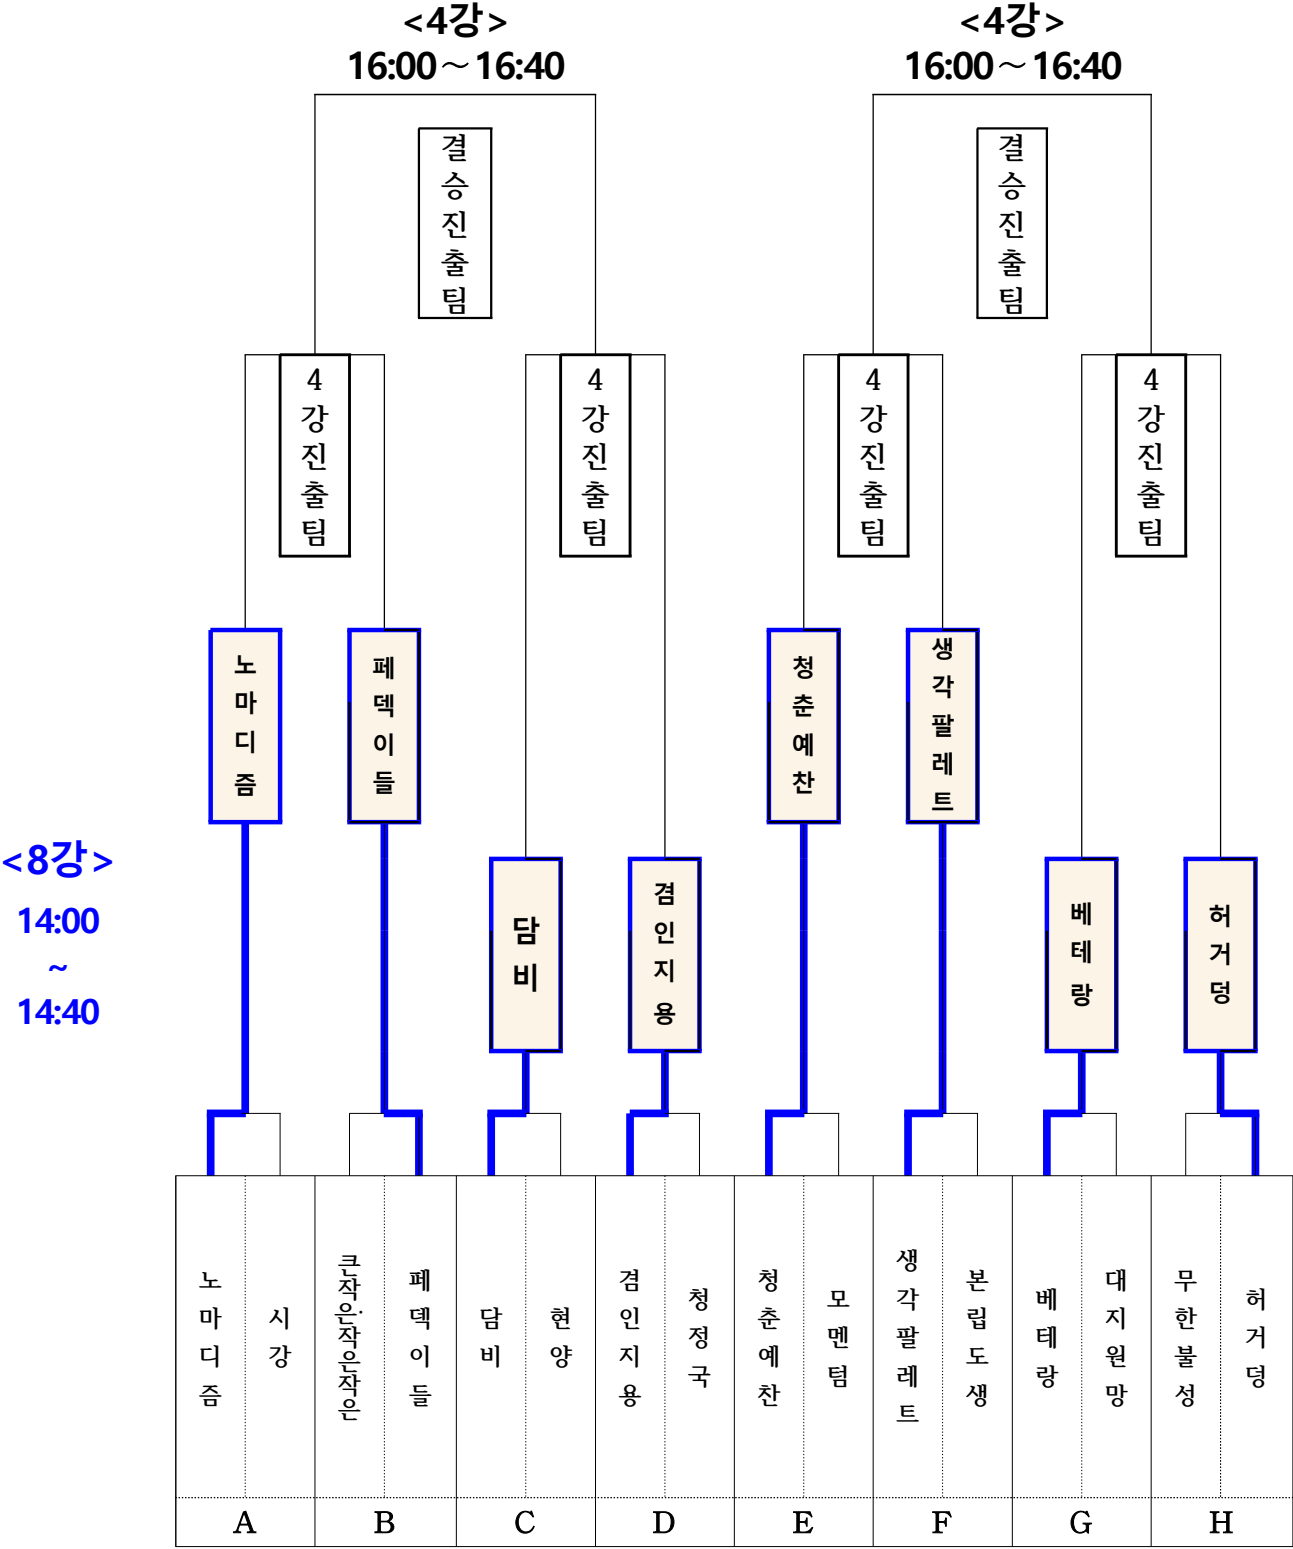 <4강>
16:00～16:40
<4강>
16:00～16:40
결승진출팀
결승진출팀
4강진출팀
4강진출팀
4강진출팀
4강진출팀
노마디즘
페덱이들
청춘예찬
생각팔레트
<8강>
14:00
~
14:40
담비
겸인지용
베테랑
허거덩
노마디즘
시강
큰작은·작은작은
페덱이들
담비
현양
겸인지용
청정국
청춘예찬
모멘텀
생각팔레트
본립도생
베테랑
대지원망
무한불성
허거덩
A
B
C
D
E
F
G
H